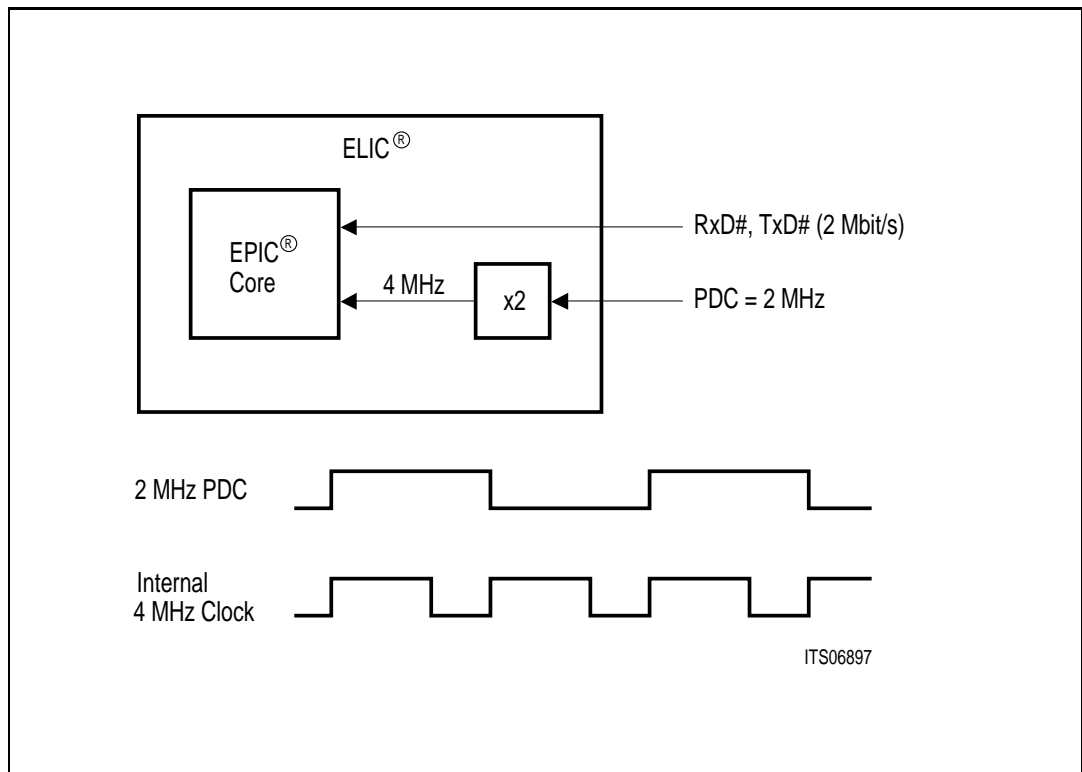 ELIC®
EPIC®
Core
4 MHz
x2
RxD#, TxD# (2 Mbit/s)
PDC = 2 MHz
2 MHz PDC
Internal
4 MHz Clock
ITS06897